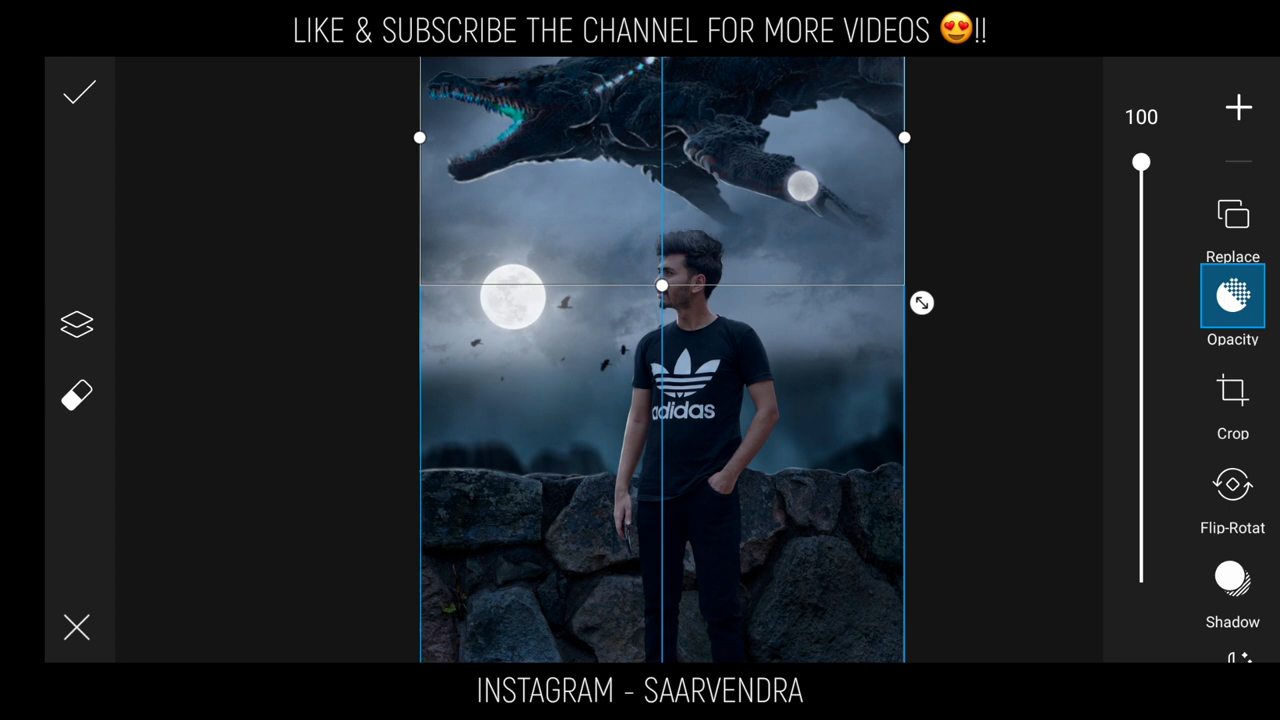 LIKE & SUBSCRIBE THE CHANNEL FOR MORE VIDEOS 😍!!
100
Replace
Opacity
Crop
Flip-Rotat
Shadow
adidas
INSTAGRAM - SAARVENDRA